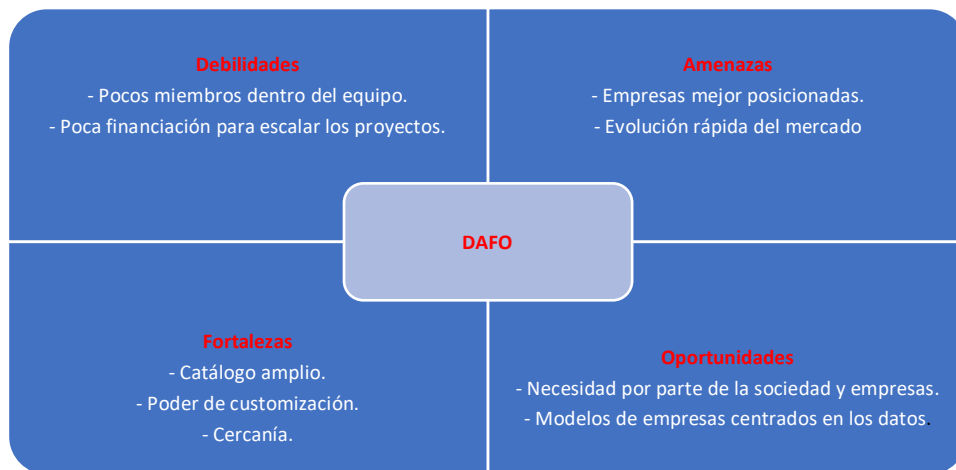 Debilidades
- Pocos miembros dentro del equipo.
- Poca financiación para escalar los proyectos.
Amenazas
- Empresas mejor posicionadas.
- Evolución rápida del mercado
DAFO
Fortalezas
- Catálogo amplio.
- Poder de customización.
- Cercanía.
Oportunidades
- Necesidad por parte de la sociedad y empresas.
- Modelos de empresas centrados en los datos.